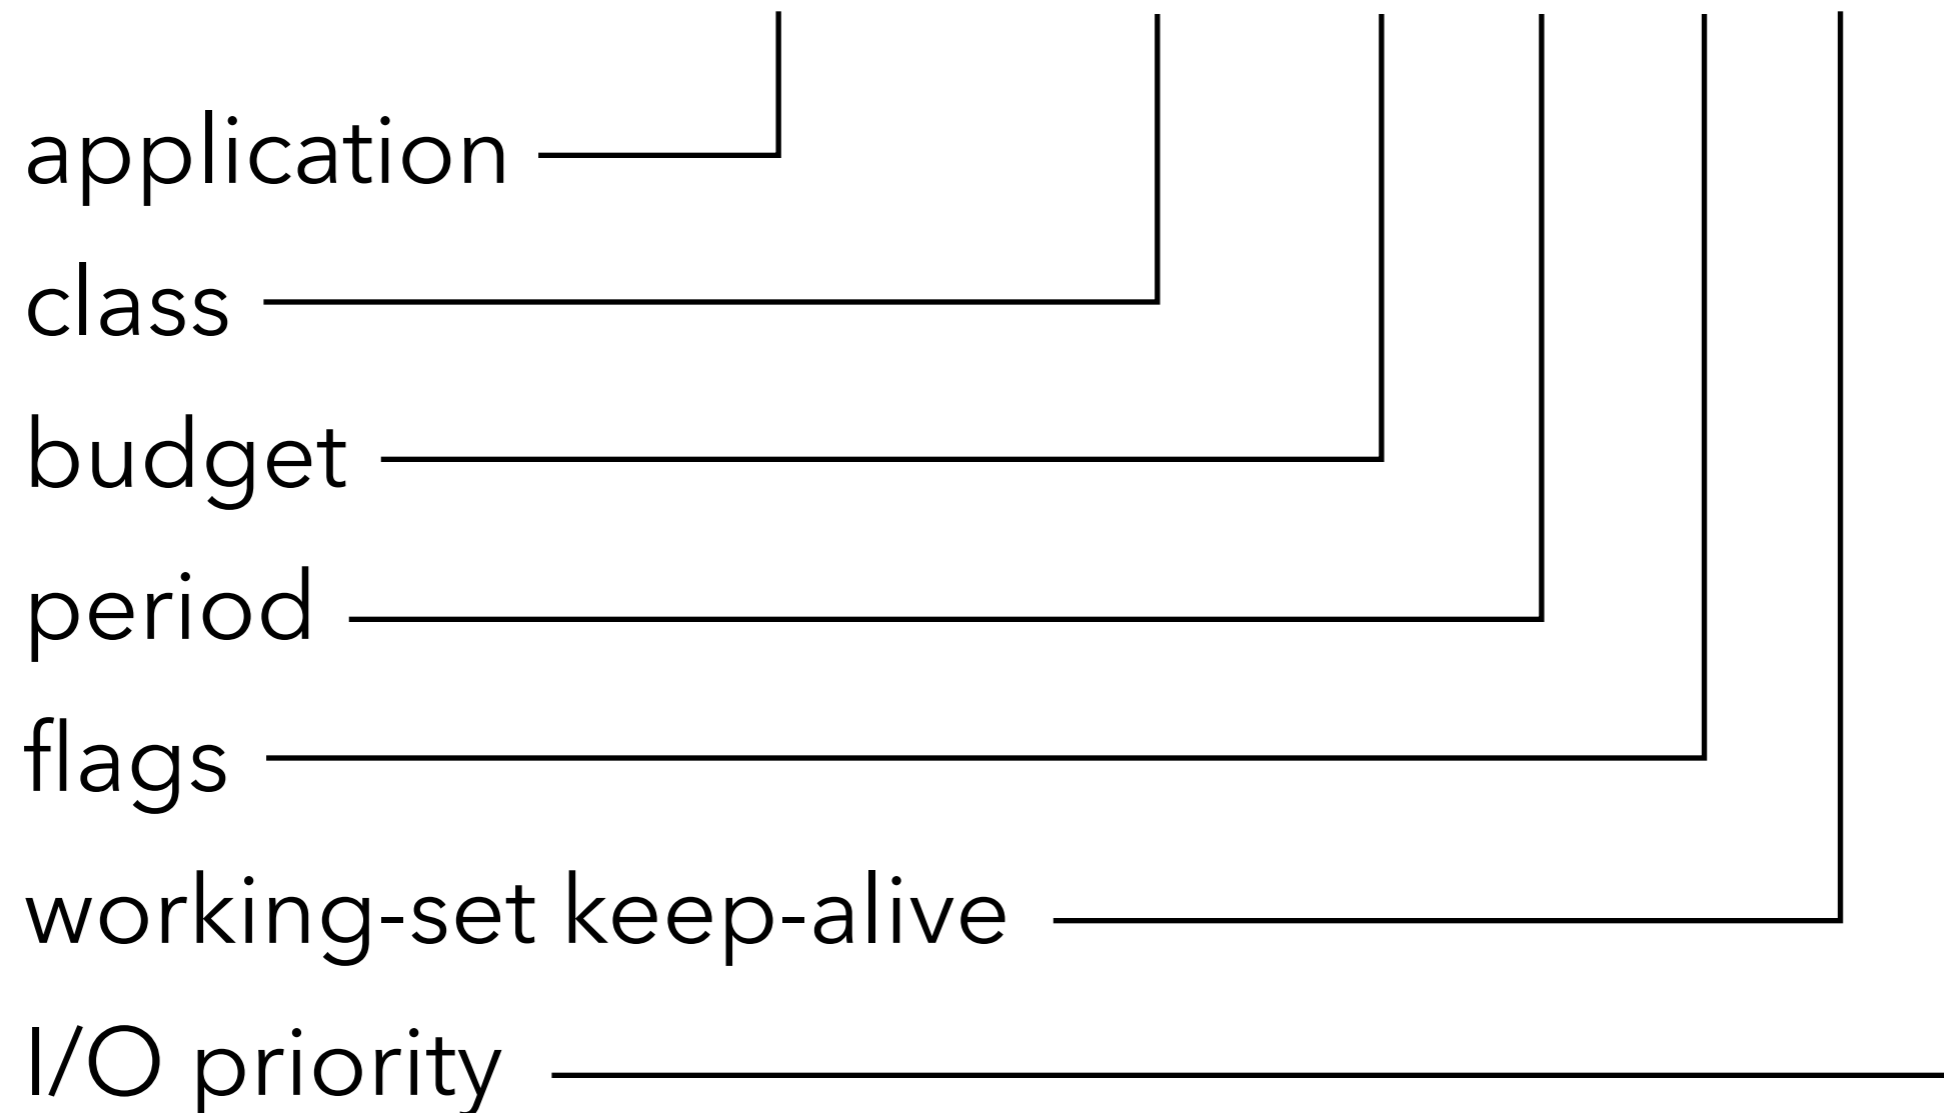 application
class
budget
period
flags
working-set keep-alive
I/O priority